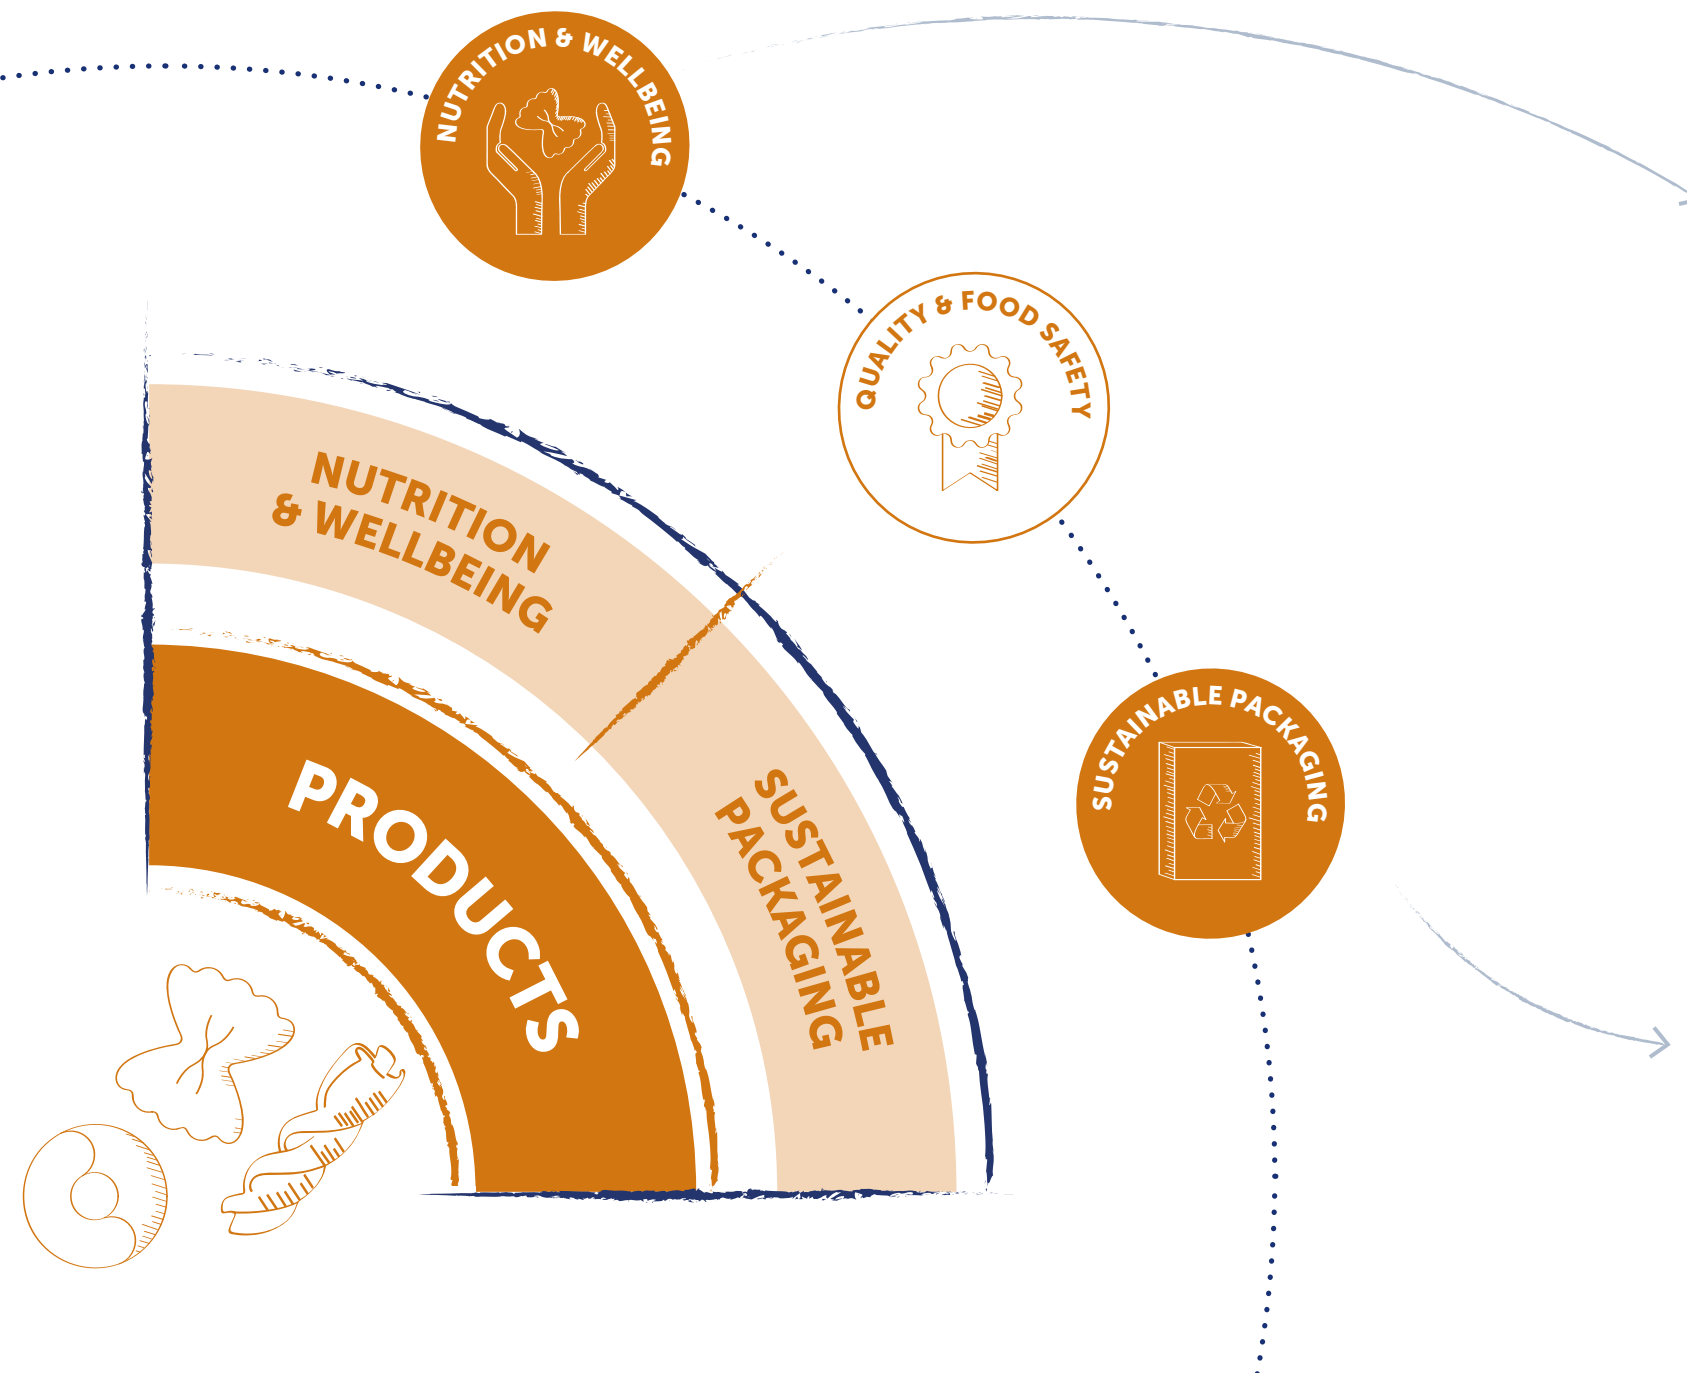 NUTRITION & WELLBEING
QUALITY & FOOD SAFETY
SUSTAINABLE PACKAGING
NUTRITION
& WELLBEING
SUSTAINABLE
PACKAGING
PRODUCTS